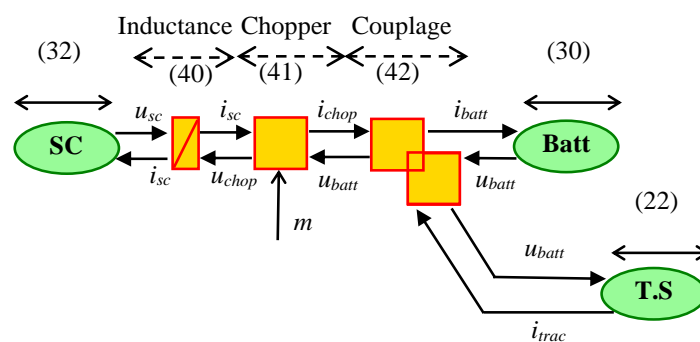 Inductance Chopper Couplage
(32) (40) (41) (42) (30)
u_sc i_sc i_chop i_batt
SC Batt
i_sc u_chop u_batt u_batt
m
(22)
u_batt
T.S
i_trac